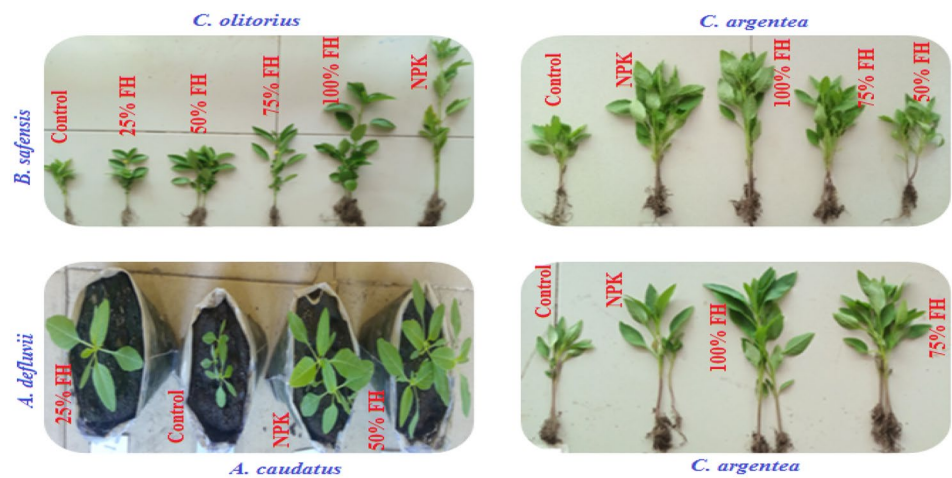 C. olitorius
C. argentea
B. safensis
Control
25% FH
50% FH
75% FH
100% FH
NPK
Control
NPK
100% FH
75% FH
50% FH
A. defluvii
25% FH
Control
NPK
50% FH
Control
NPK
100% FH
75% FH
A. caudatus
C. argentea